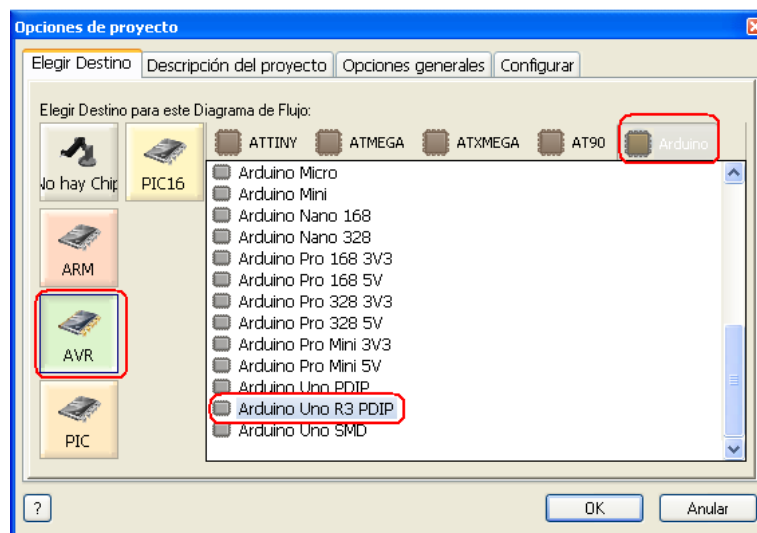 Opciones de proyecto
Elegir Destino Descripción del proyecto Opciones generales Configurar
Elegir Destino para este Diagrama de Flujo:
No hay Chip PIC16 ATTINY ATMEGA ATXMEGA AT90 Arduino
ARM
AVR
PIC
Arduino Micro
Arduino Mini
Arduino Nano 168
Arduino Nano 328
Arduino Pro 168 3V3
Arduino Pro 168 5V
Arduino Pro 328 3V3
Arduino Pro 328 5V
Arduino Pro Mini 3V3
Arduino Pro Mini 5V
Arduino Uno PDIP
Arduino Uno R3 PDIP
Arduino Uno SMD
? OK Anular